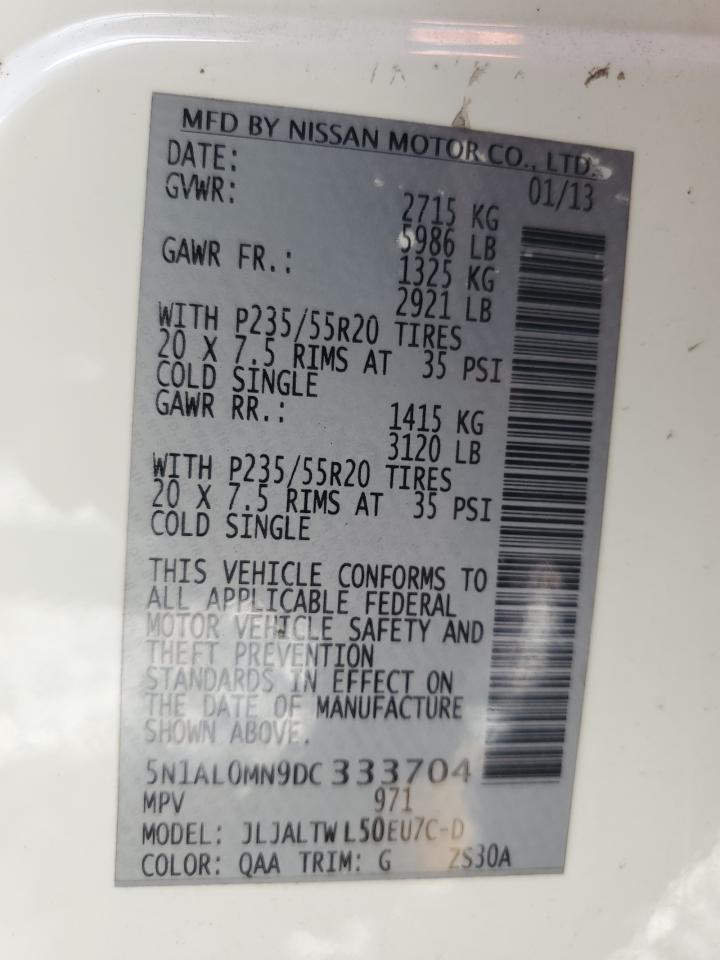 MFD BY NISSAN MOTOR CO., LTD.
DATE: 01/13
GVWR: 2715 KG
5986 LB
GAWR FR.: 1325 KG
2921 LB
WITH P235/55R20 TIRES
20 X 7.5 RIMS AT 35 PSI
COLD SINGLE
GAWR RR.: 1415 KG
3120 LB
WITH P235/55R20 TIRES
20 X 7.5 RIMS AT 35 PSI
COLD SINGLE
THIS VEHICLE CONFORMS TO
ALL APPLICABLE FEDERAL
MOTOR VEHICLE SAFETY AND
THEFT PREVENTION
STANDARDS IN EFFECT ON
THE DATE OF MANUFACTURE
SHOWN ABOVE.
5N1AL0MN9DC 333704
MPV 971
MODEL: JLJALTWL50EU7C-D
COLOR: QAA TRIM: G ZS30A